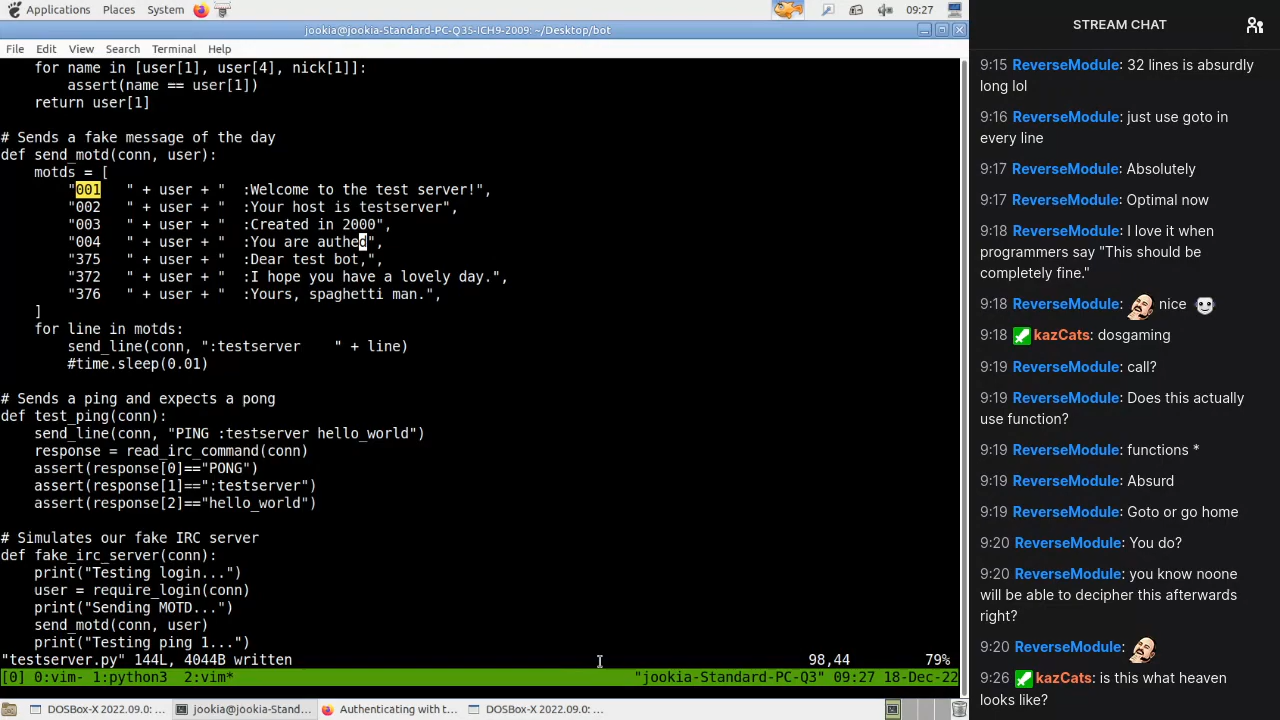 Applications Places System 09:27
jookia@jookia-Standard-PC-Q35-ICH9-2009: ~/Desktop/bot
File Edit View Search Terminal Help
for name in [user[1], user[4], nick[1]]:
assert(name == user[1])
return user[1]
# Sends a fake message of the day
def send_motd(conn, user):
motds = [
"001   " + user + "  :Welcome to the test server!",
"002   " + user + "  :Your host is testserver",
"003   " + user + "  :Created in 2000",
"004   " + user + "  :You are authed",
"375   " + user + "  :Dear test bot,",
"372   " + user + "  :I hope you have a lovely day.",
"376   " + user + "  :Yours, spaghetti man.",
]
for line in motds:
send_line(conn, ":testserver    " + line)
#time.sleep(0.01)
# Sends a ping and expects a pong
def test_ping(conn):
send_line(conn, "PING :testserver hello_world")
response = read_irc_command(conn)
assert(response[0]=="PONG")
assert(response[1]==":testserver")
assert(response[2]=="hello_world")
# Simulates our fake IRC server
def fake_irc_server(conn):
print("Testing login...")
user = require_login(conn)
print("Sending MOTD...")
send_motd(conn, user)
print("Testing ping 1...")
"testserver.py" 144L, 4044B written 98,44 79%
[0] 0:vim- 1:python3  2:vim* "jookia-Standard-PC-Q3" 09:27 18-Dec-22
DOSBox-X 2022.09.0: ... jookia@jookia-Stand... Authenticating with t... DOSBox-X 2022.09.0: ...
STREAM CHAT
9:15 ReverseModule: 32 lines is absurdly
long lol
9:16 ReverseModule: just use goto in
every line
9:17 ReverseModule: Absolutely
9:17 ReverseModule: Optimal now
9:18 ReverseModule: I love it when
programmers say "This should be
completely fine."
9:18 ReverseModule: nice
9:18 kazCats: dosgaming
9:19 ReverseModule: call?
9:19 ReverseModule: Does this actually
use function?
9:19 ReverseModule: functions *
9:19 ReverseModule: Absurd
9:19 ReverseModule: Goto or go home
9:20 ReverseModule: You do?
9:20 ReverseModule: you know noone
will be able to decipher this afterwards
right?
9:20 ReverseModule:
9:26 kazCats: is this what heaven
looks like?